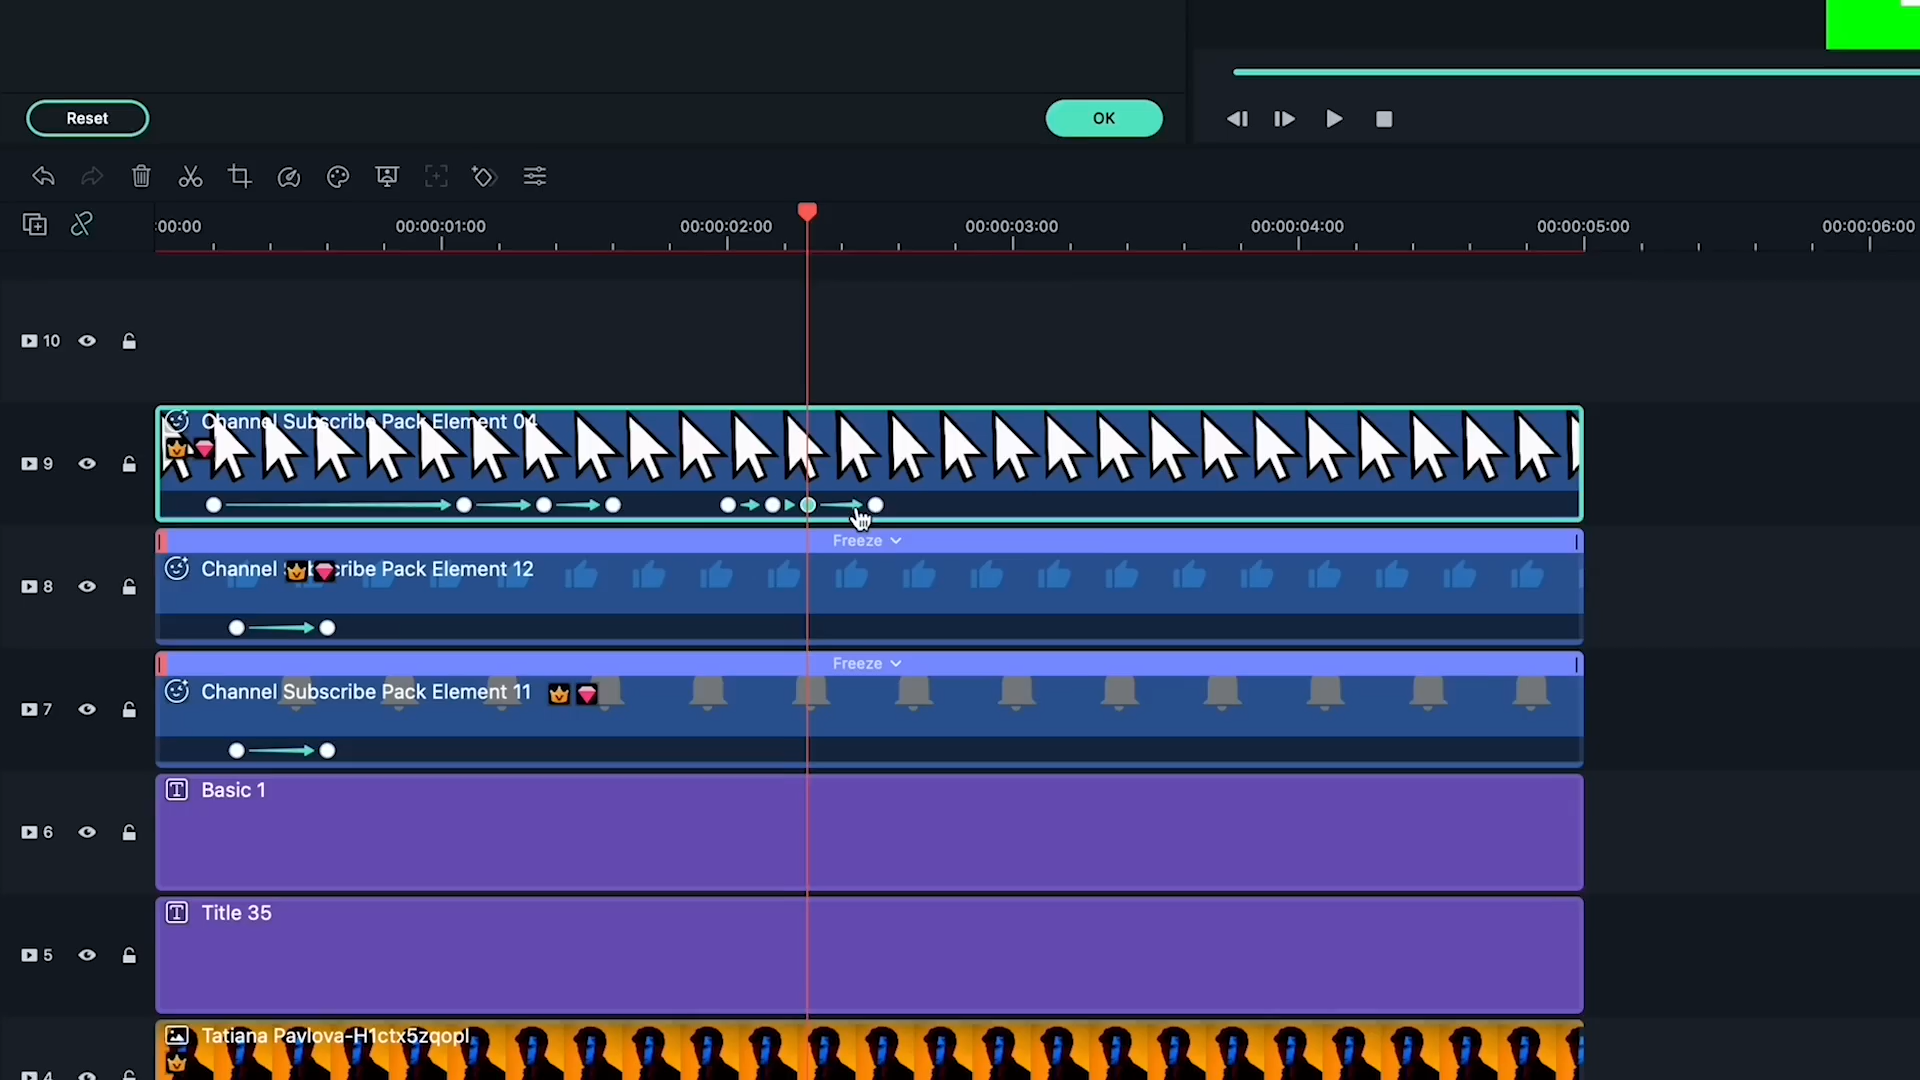 Reset
OK
:00:00
00:00:01:00
00:00:02:00
00:00:03:00
00:00:04:00
00:00:05:00
00:00:06:00
10
Channel Subscribe Pack Element 04
9
Freeze
Channel Subscribe Pack Element 12
8
Freeze
Channel Subscribe Pack Element 11
7
Basic 1
6
Title 35
5
Tatiana Pavlova-H1ctx5zqopI
4